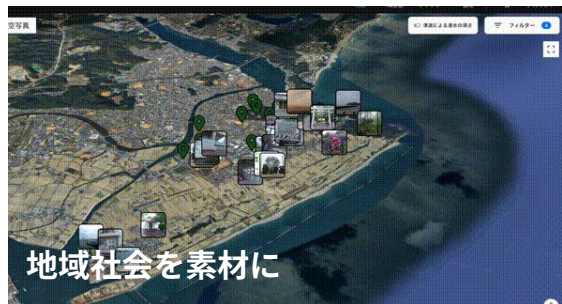 空写真
津波による浸水の深さ
フィルター
地域社会を素材に